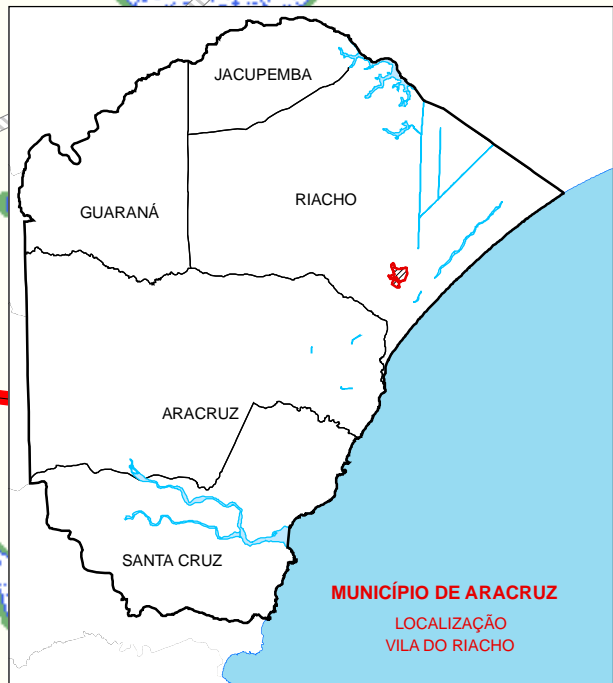 JACUPEMBA
GUARANÁ
RIACHO
ARACRUZ
SANTA CRUZ
MUNICÍPIO DE ARACRUZ
LOCALIZAÇÃO
VILA DO RIACHO